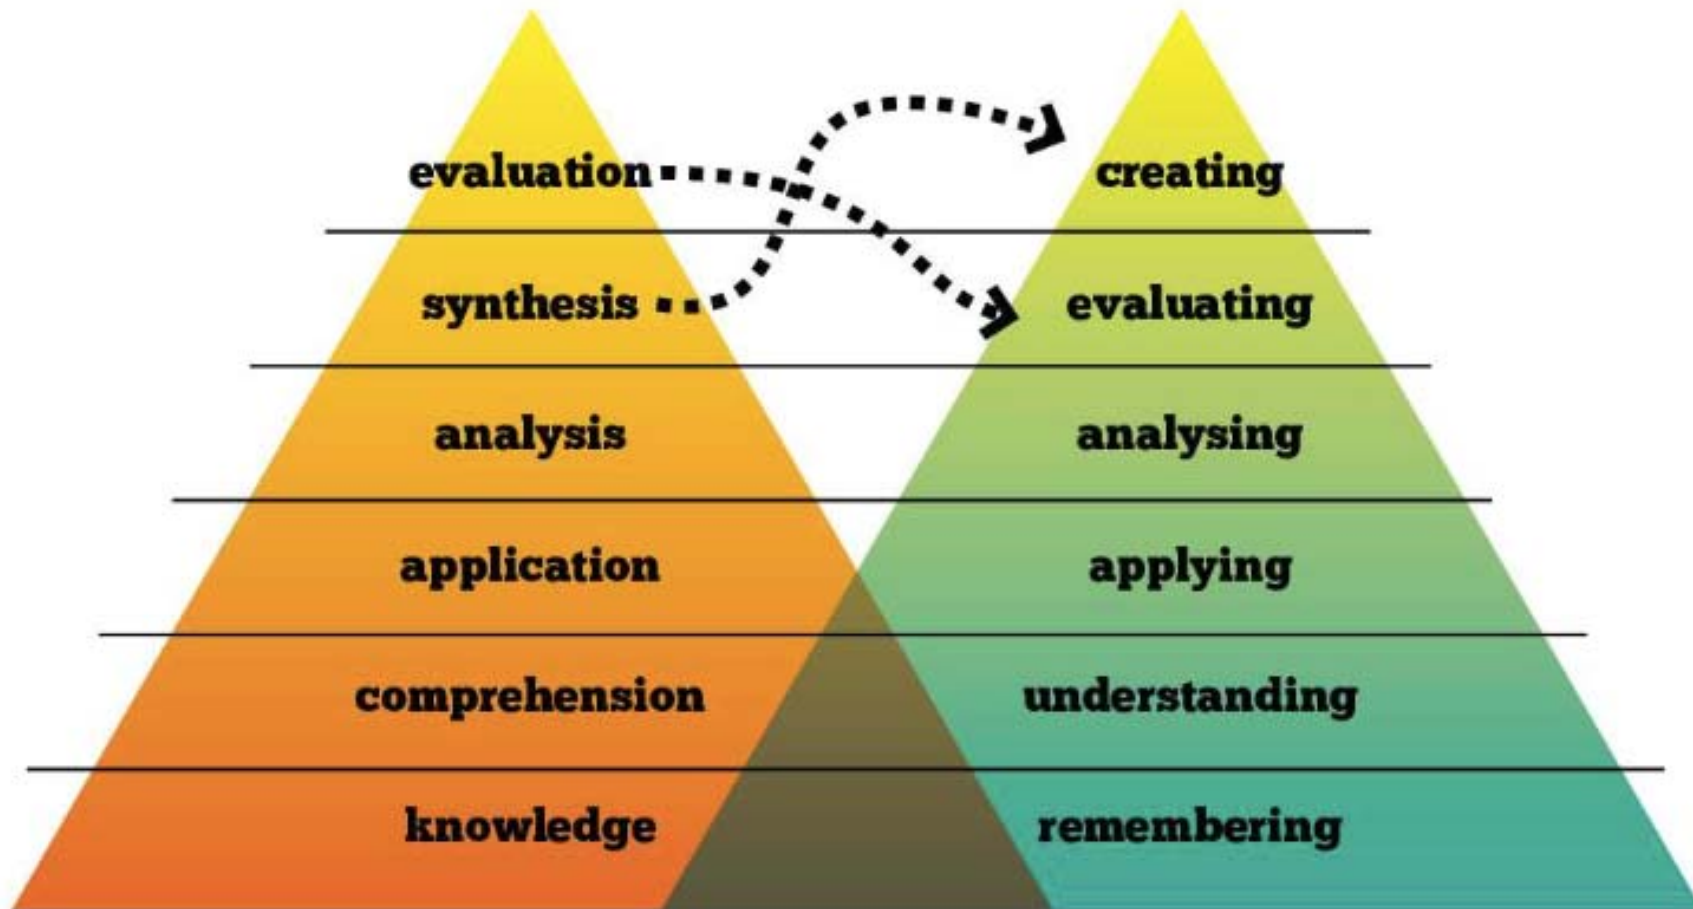 evaluation creating
synthesis evaluating
analysis analysing
application applying
comprehension understanding
knowledge remembering